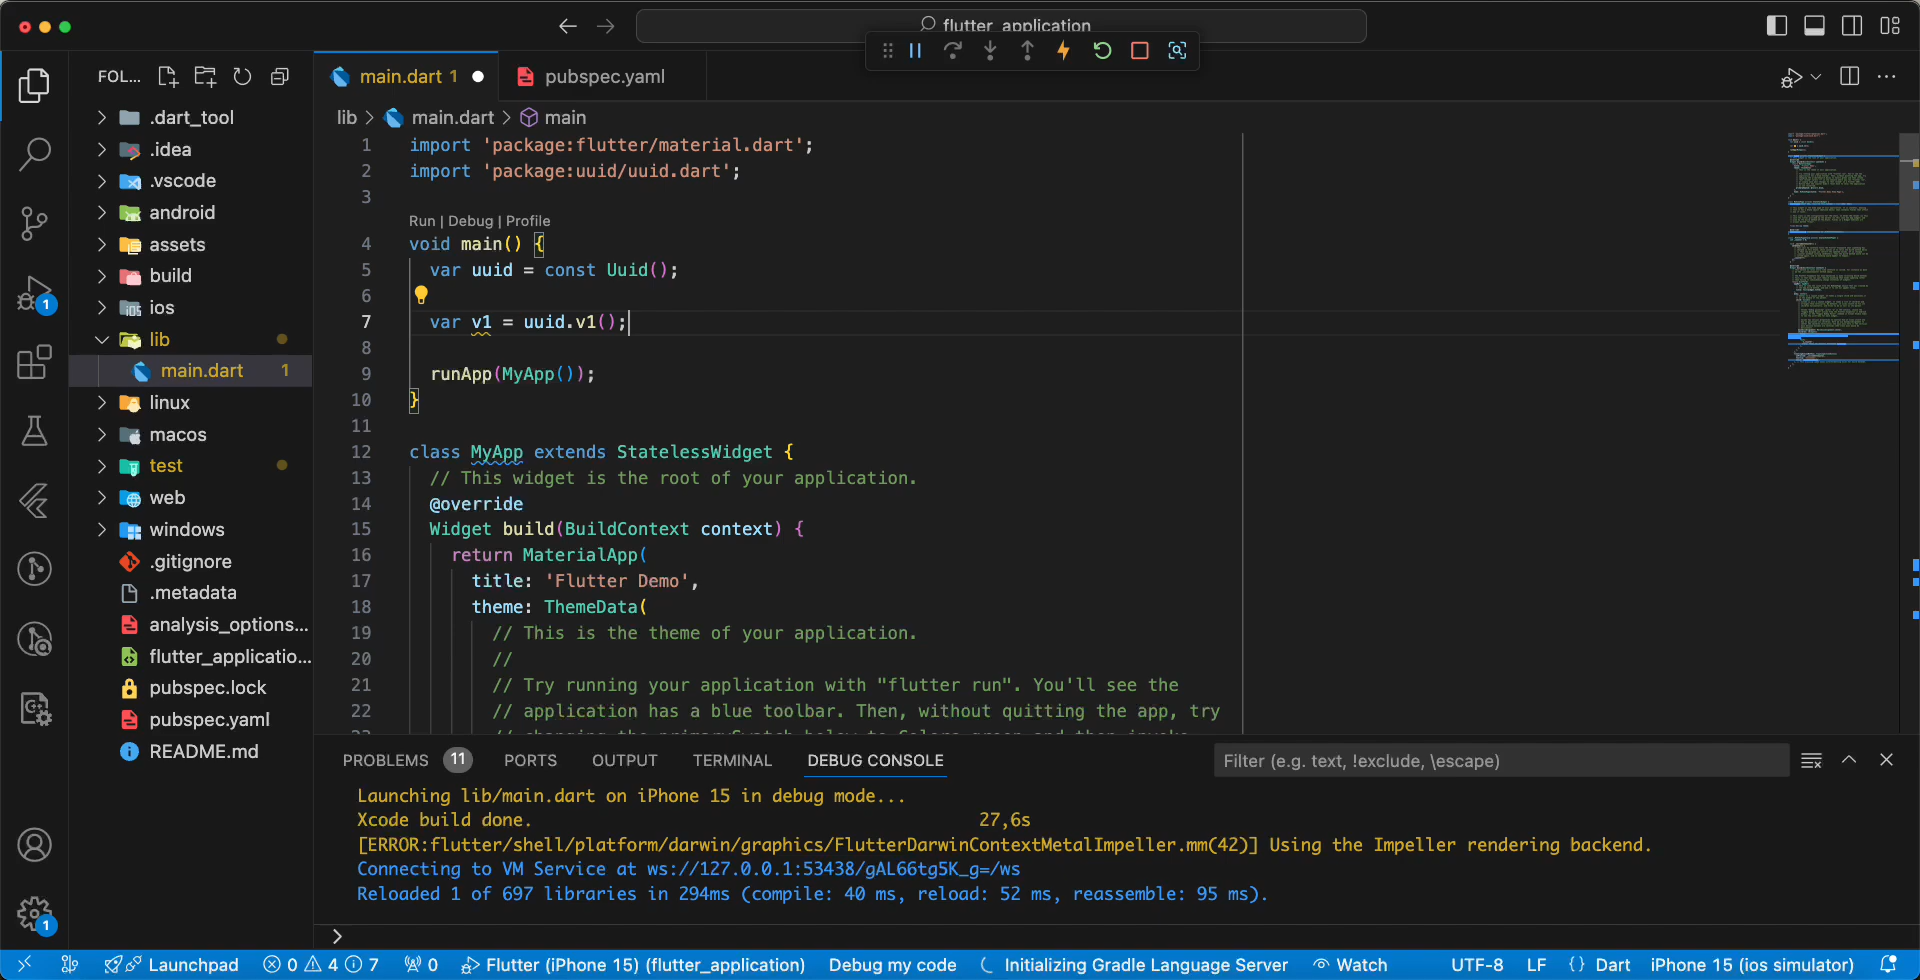 flutter_application
FOL...
main.dart 1
pubspec.yaml
lib > main.dart > main
.dart_tool
.idea
.vscode
android
assets
build
ios
lib
main.dart 1
linux
macos
test
web
windows
.gitignore
.metadata
analysis_options...
flutter_applicatio...
pubspec.lock
pubspec.yaml
README.md
1 import 'package:flutter/material.dart';
2 import 'package:uuid/uuid.dart';
3
Run | Debug | Profile
4 void main() {
5 var uuid = const Uuid();
6
7 var v1 = uuid.v1();
8
9 runApp(MyApp());
10 }
11
12 class MyApp extends StatelessWidget {
13 // This widget is the root of your application.
14 @override
15 Widget build(BuildContext context) {
16 return MaterialApp(
17 title: 'Flutter Demo',
18 theme: ThemeData(
19 // This is the theme of your application.
20 //
21 // Try running your application with "flutter run". You'll see the
22 // application has a blue toolbar. Then, without quitting the app, try
1
1
PROBLEMS 11 PORTS OUTPUT TERMINAL DEBUG CONSOLE
Filter (e.g. text, !exclude, \escape)
Launching lib/main.dart on iPhone 15 in debug mode...
Xcode build done. 27,6s
[ERROR:flutter/shell/platform/darwin/graphics/FlutterDarwinContextMetalImpeller.mm(42)] Using the Impeller rendering backend.
Connecting to VM Service at ws://127.0.0.1:53438/gAL66tg5K_g=/ws
Reloaded 1 of 697 libraries in 294ms (compile: 40 ms, reload: 52 ms, reassemble: 95 ms).
>
Launchpad 0 4 7 0 Flutter (iPhone 15) (flutter_application) Debug my code Initializing Gradle Language Server Watch UTF-8 LF {} Dart iPhone 15 (ios simulator)